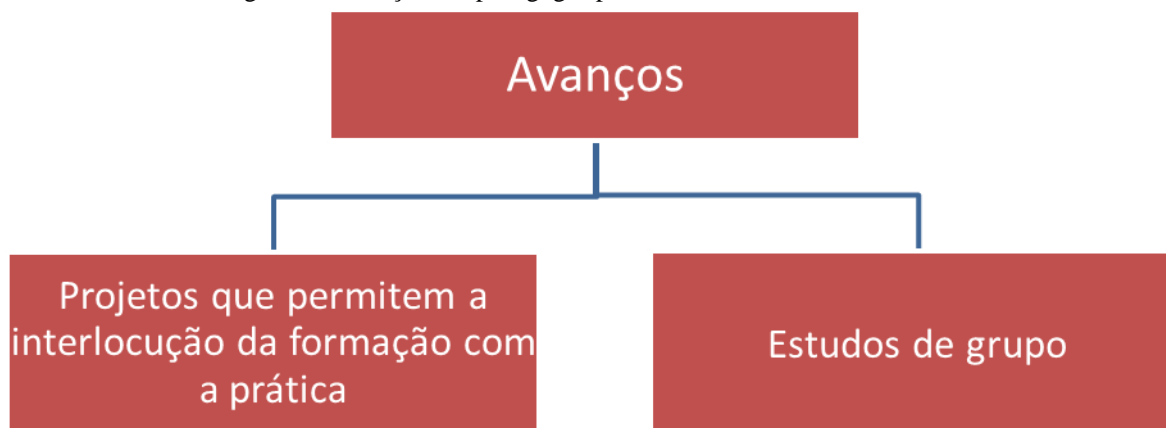 Avanços
Projetos que permitem a
interlocução da formação com
a prática
Estudos de grupo